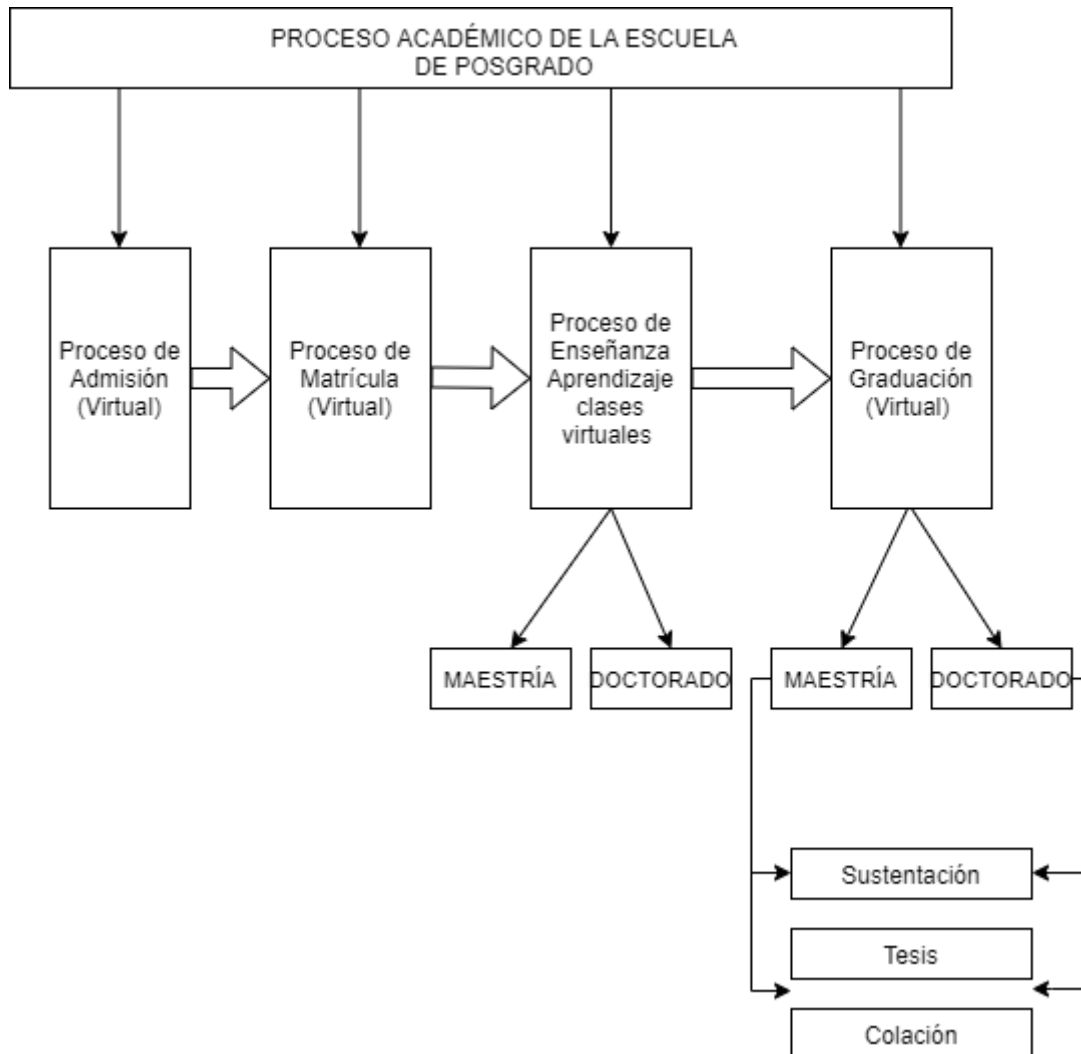 PROCESO ACADÉMICO DE LA ESCUELA
DE POSGRADO
Proceso de
Admisión
(Virtual)
Proceso de
Matrícula
(Virtual)
Proceso de
Enseñanza
Aprendizaje
clases
virtuales
Proceso de
Graduación
(Virtual)
MAESTRÍA
DOCTORADO
MAESTRÍA
DOCTORADO
Sustentación
Tesis
Colación